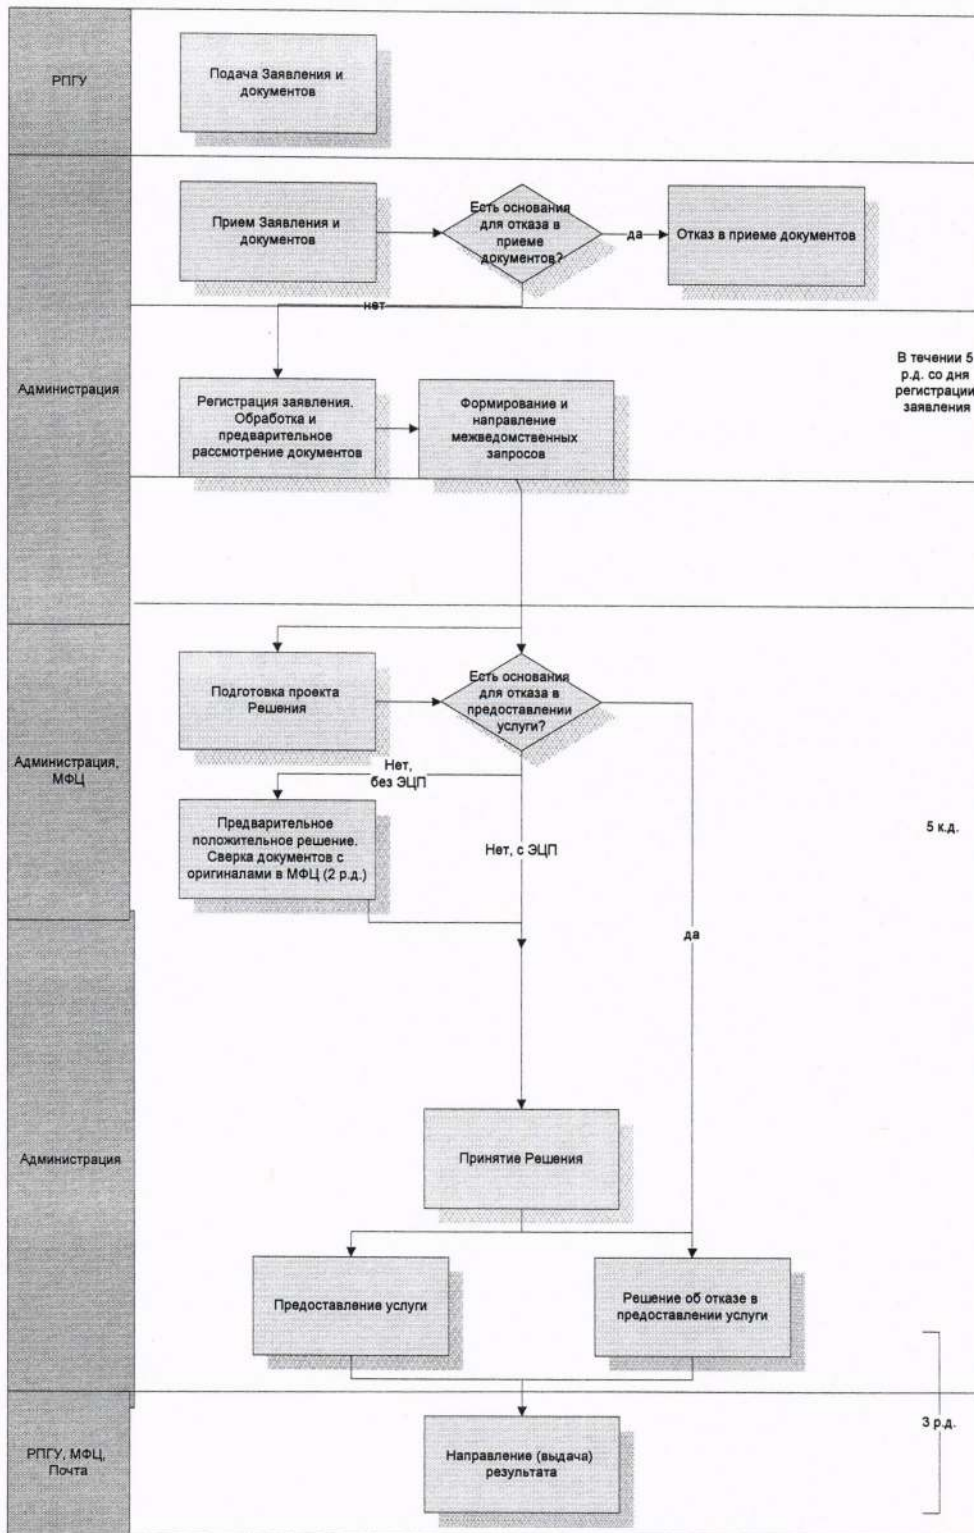 РПГУ
Подача Заявления и
документов
Прием Заявления и
документов
Есть основания
для отказа в
приеме
документов?
да
Отказ в приеме документов
нет
Администрация
Регистрация заявления.
Обработка и
предварительное
рассмотрение документов
Формирование и
направление
межведомственных
запросов
В течении 5
р.д. со дня
регистрации
заявления
Подготовка проекта
Решения
Есть основания
для отказа в
предоставлении
услуги?
Администрация,
МФЦ
Нет,
без ЭЦП
Предварительное
положительное решение.
Сверка документов с
оригиналами в МФЦ (2 р.д.)
Нет, с ЭЦП
5 к.д.
да
Администрация
Принятие Решения
Предоставление услуги
Решение об отказе в
предоставлении услуги
3 р.д.
РПГУ, МФЦ,
Почта
Направление (выдача)
результата